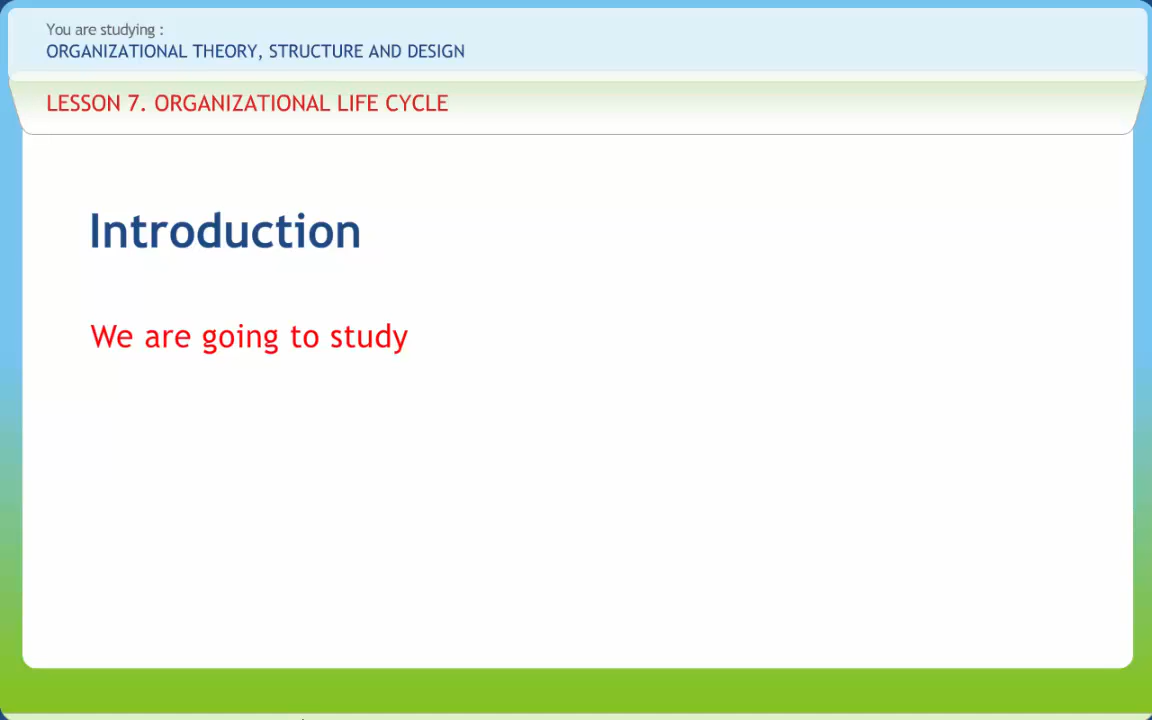 You are studying :
ORGANIZATIONAL THEORY, STRUCTURE AND DESIGN
LESSON 7. ORGANIZATIONAL LIFE CYCLE
Introduction
We are going to study